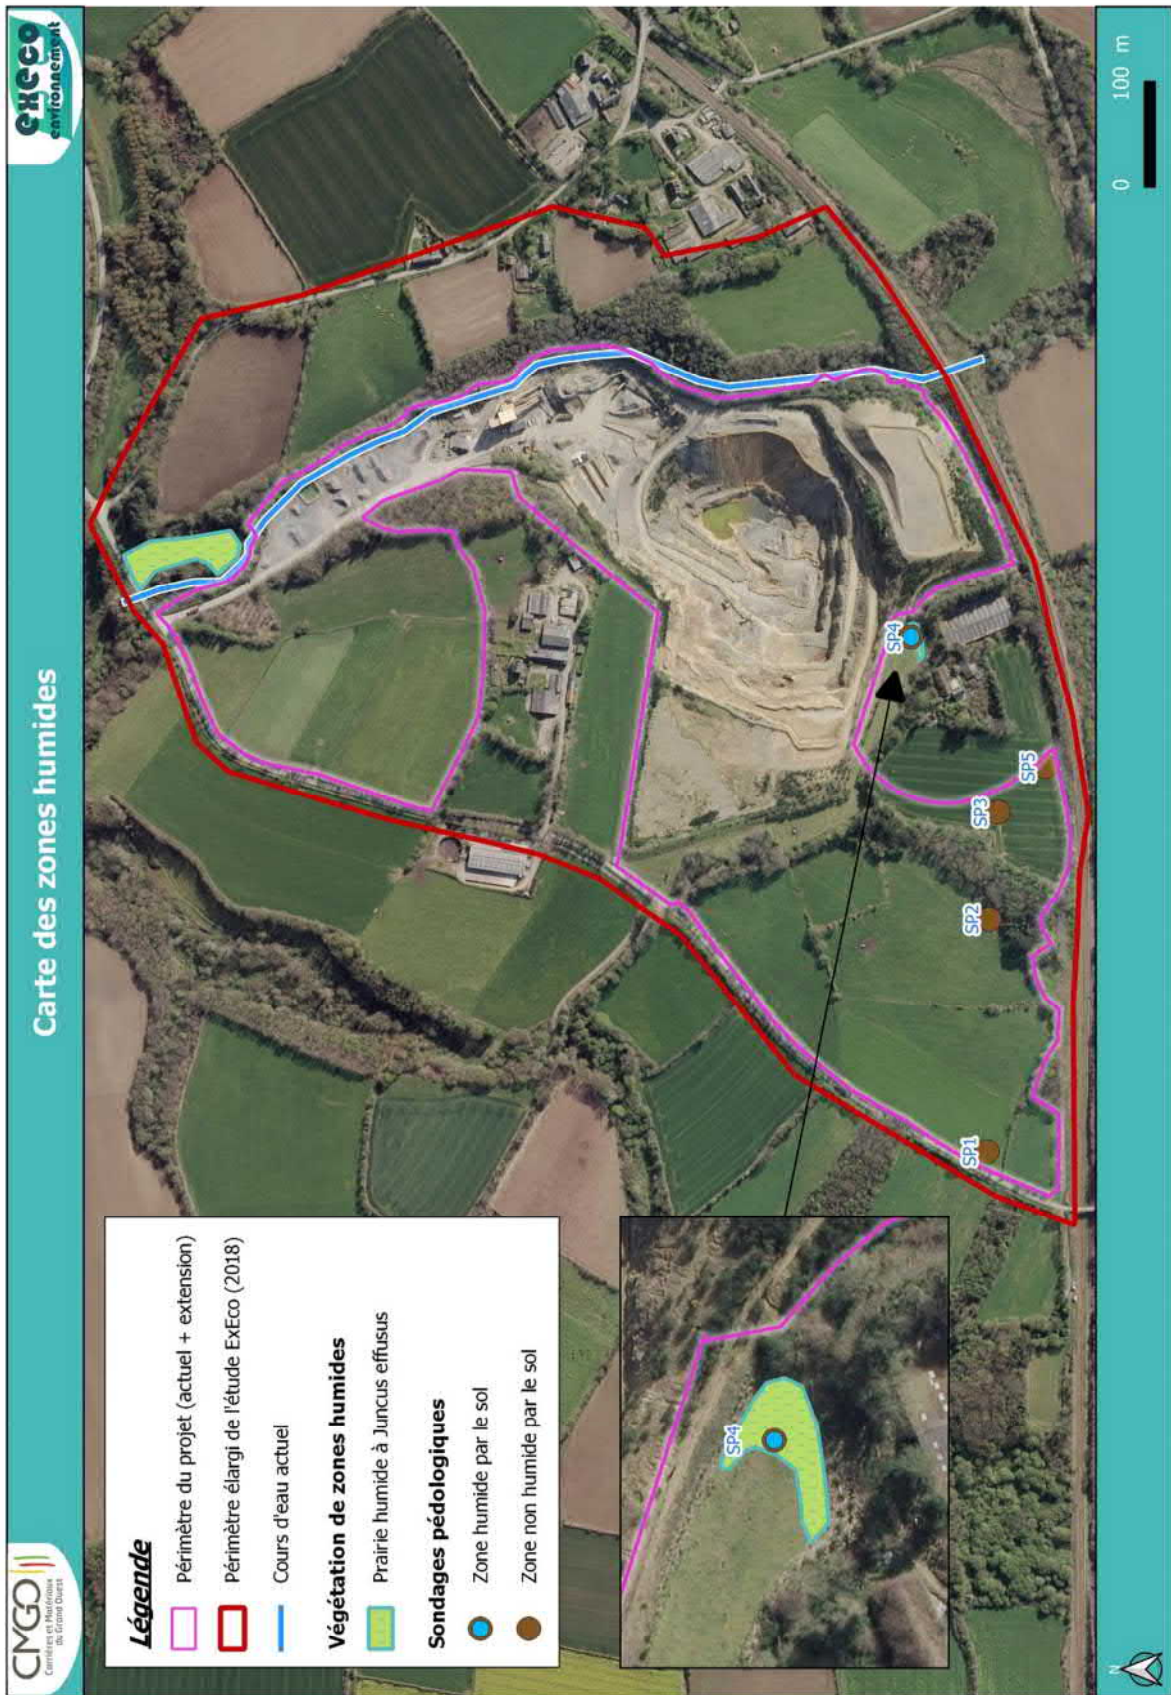 CMGO
Carrières et Matériaux
du Grand Ouest
Carte des zones humides
execo
environnement
Légende
Périmètre du projet (actuel + extension)
Périmètre élargi de l'étude ExEco (2018)
Cours d'eau actuel
Végétation de zones humides
Prairie humide à Juncus effusus
Sondages pédologiques
Zone humide par le sol
Zone non humide par le sol
SP4
SP1
SP2
SP3
SP5
SP4
N
0
100 m